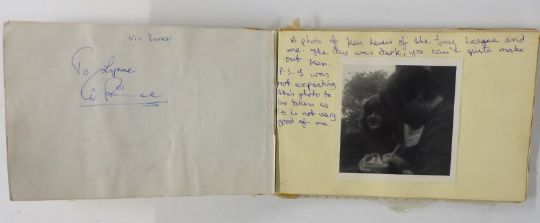 Viv Prince
To Lynne
Viv Prince
A photo of Ken Lewis of the Ivy League and
me. The day was dark, you can't quite make
out Ken.
P.S. I was
not expecting
this photo to
be taken so
it is not very
good of me